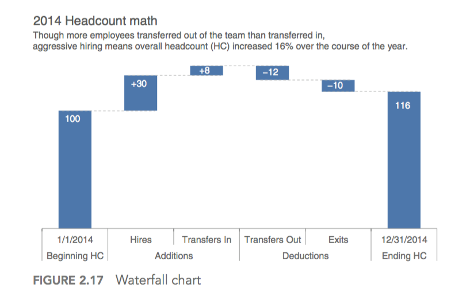 2014 Headcount math
Though more employees transferred out of the team than transferred in,
aggressive hiring means overall headcount (HC) increased 16% over the course of the year.
+8
−12
+30
−10
100
116
1/1/2014 Hires Transfers In Transfers Out Exits 12/31/2014
Beginning HC Additions Deductions Ending HC
FIGURE 2.17 Waterfall chart